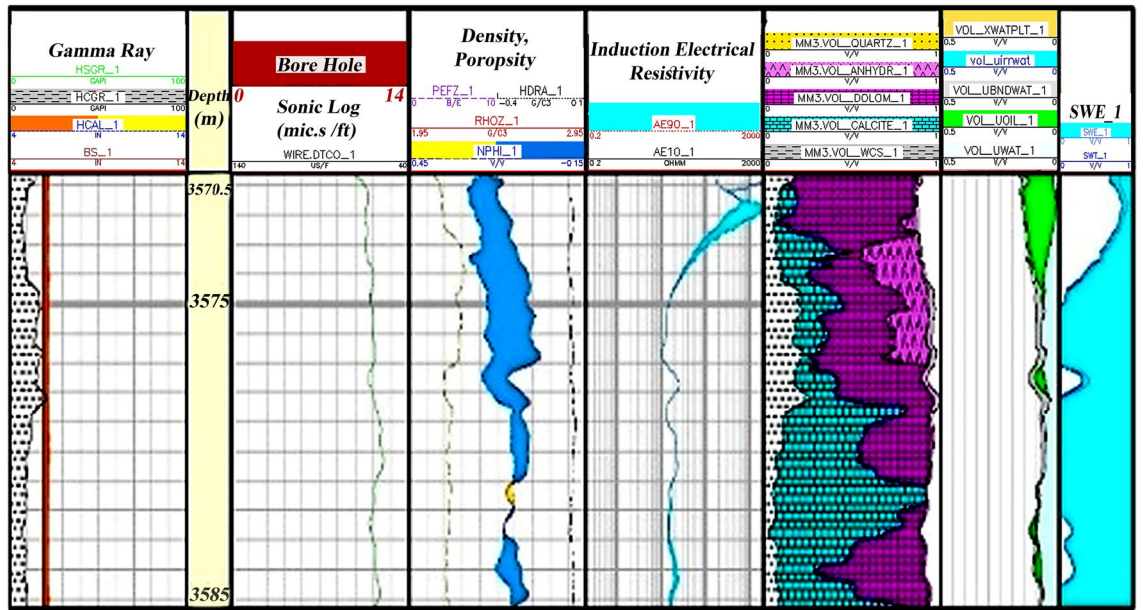 Gamma Ray
HSGR_1
0 GAPI 100
HCGR_1
0 GAPI 100
HCAL_1
4 IN 14
BS_1
4 IN 14
Depth
(m)
Bore Hole
0 14
Sonic Log
(mic.s /ft)
WIRE.DTCO_1
140 US/F 40
Density,
Poropsity
PEFZ_1 HDRA_1
0 B/E 10 -0.4 G/C3 0 1
RHOZ_1
1.95 G/C3 2.95
NPHI_1
0.45 V/V -0 15
Induction Electrical
Resistivity
AE90_1
0.2 2000
AE10_1
0 2 OHMM 2000
MM3.VOL_QUARTZ_1
0 V/V 1
MM3.VOL_ANHYDR_1
0 V/V 1
MM3.VOL_DOLOM_1
0 V/V 1
MM3.VOL_CALCITE_1
0 V/V 1
MM3.VOL_WCS_1
0 V/V 1
VOL_XWATPLT_1
0.5 V/V 0
vol_uirrwat
0.5 V/V 0
VOL_UBNDWAT_1
0.5 V/V 0
VOL_UOIL_1
0.5 V/V 0
VOL_UWAT_1
0.5 V/V 0
SWE_1
SWE_1
1 V/V 0
SWT_1
1 V/V 0
3570.5
3575
3585